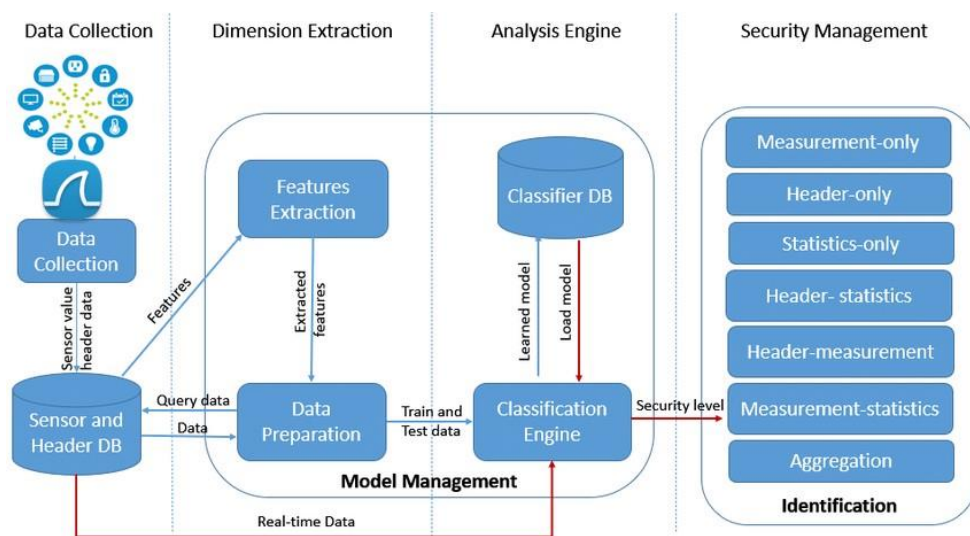 Data Collection
Dimension Extraction
Analysis Engine
Security Management
Data
Collection
Sensor value
header data
Sensor and
Header DB
Features
Query data
Data
Features
Extraction
Extracted
features
Data
Preparation
Train and
Test data
Classifier DB
Learned model
Load model
Classification
Engine
Model Management
Real-time Data
Security level
Measurement-only
Header-only
Statistics-only
Header- statistics
Header-measurement
Measurement-statistics
Aggregation
Identification